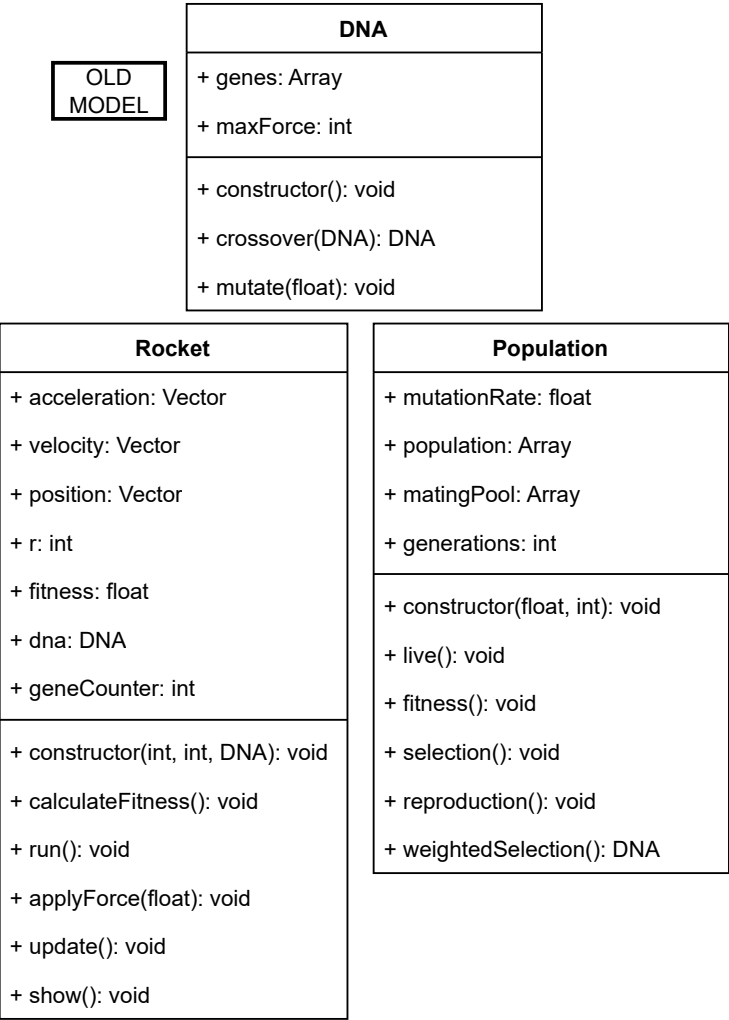 OLD
MODEL
DNA
+ genes: Array
+ maxForce: int
+ constructor(): void
+ crossover(DNA): DNA
+ mutate(float): void
Rocket
+ acceleration: Vector
+ velocity: Vector
+ position: Vector
+ r: int
+ fitness: float
+ dna: DNA
+ geneCounter: int
+ constructor(int, int, DNA): void
+ calculateFitness(): void
+ run(): void
+ applyForce(float): void
+ update(): void
+ show(): void
Population
+ mutationRate: float
+ population: Array
+ matingPool: Array
+ generations: int
+ constructor(float, int): void
+ live(): void
+ fitness(): void
+ selection(): void
+ reproduction(): void
+ weightedSelection(): DNA